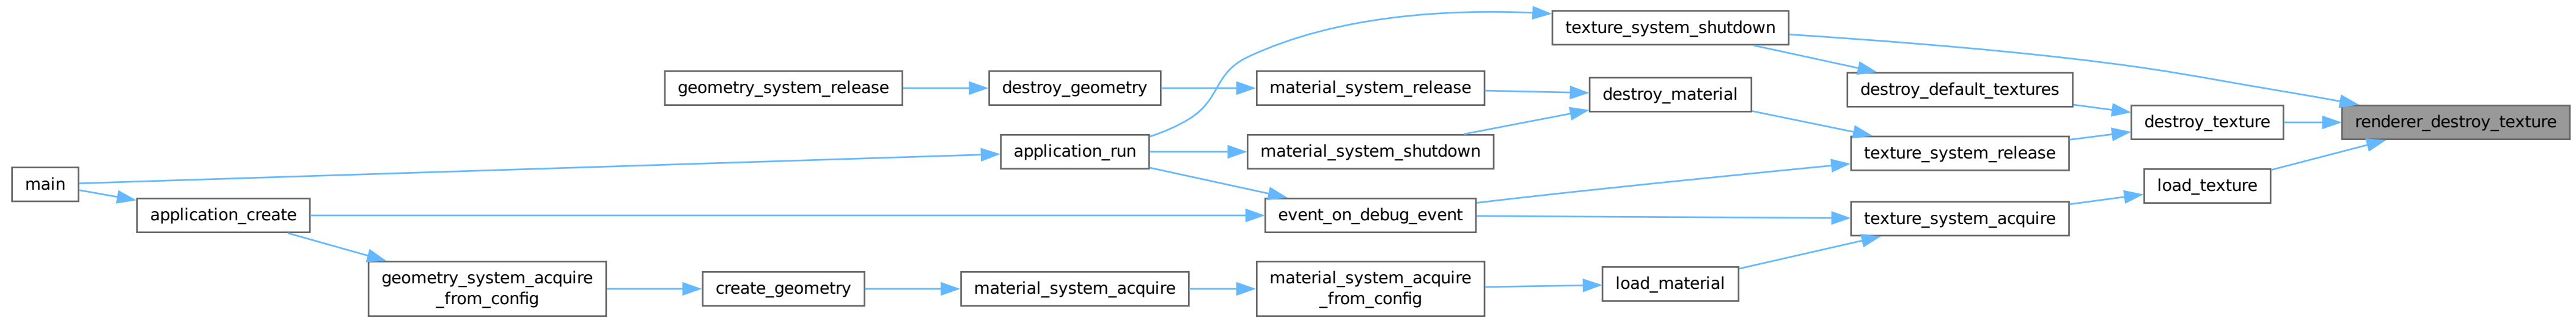 texture_system_shutdown
geometry_system_release
destroy_geometry
material_system_release
destroy_material
destroy_default_textures
destroy_texture
renderer_destroy_texture
application_run
material_system_shutdown
texture_system_release
main
load_texture
application_create
event_on_debug_event
texture_system_acquire
geometry_system_acquire
_from_config
create_geometry
material_system_acquire
material_system_acquire
_from_config
load_material